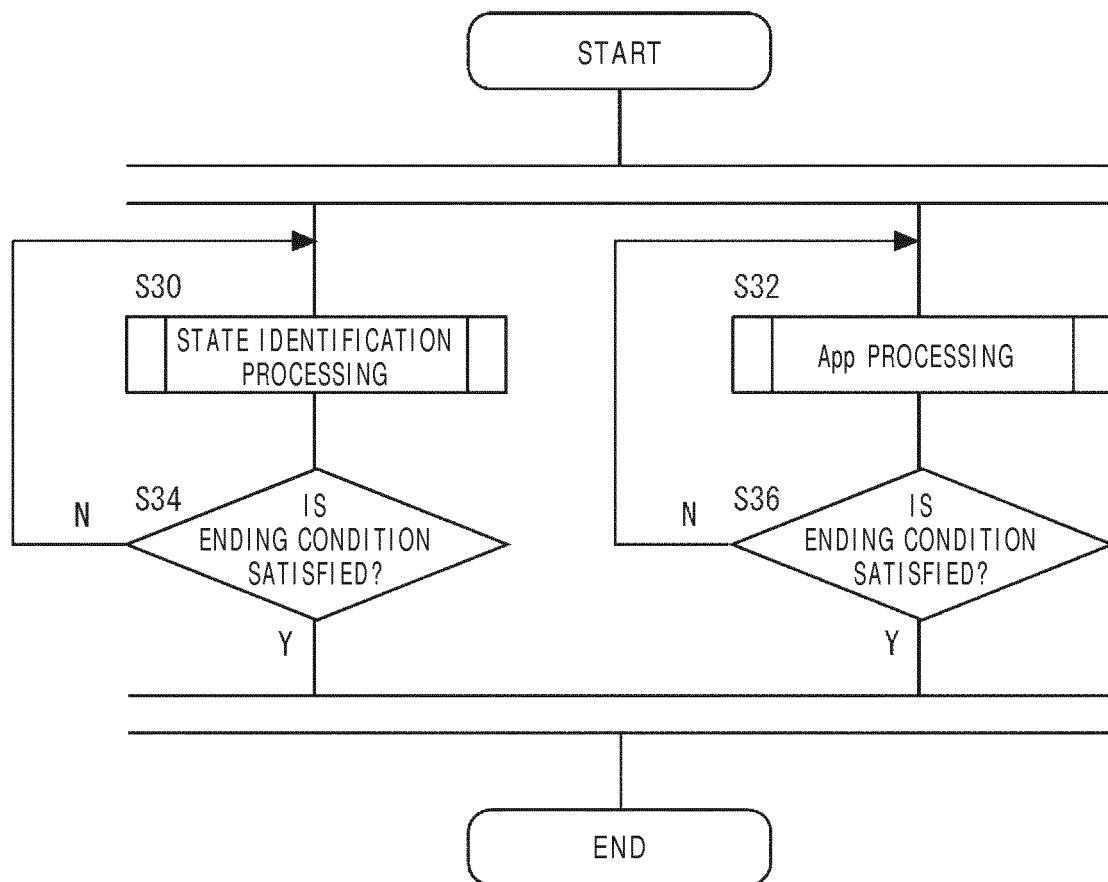 START
S30
STATE IDENTIFICATION
PROCESSING
S34
IS
ENDING CONDITION
SATISFIED?
N
Y
S32
App PROCESSING
S36
IS
ENDING CONDITION
SATISFIED?
N
Y
END